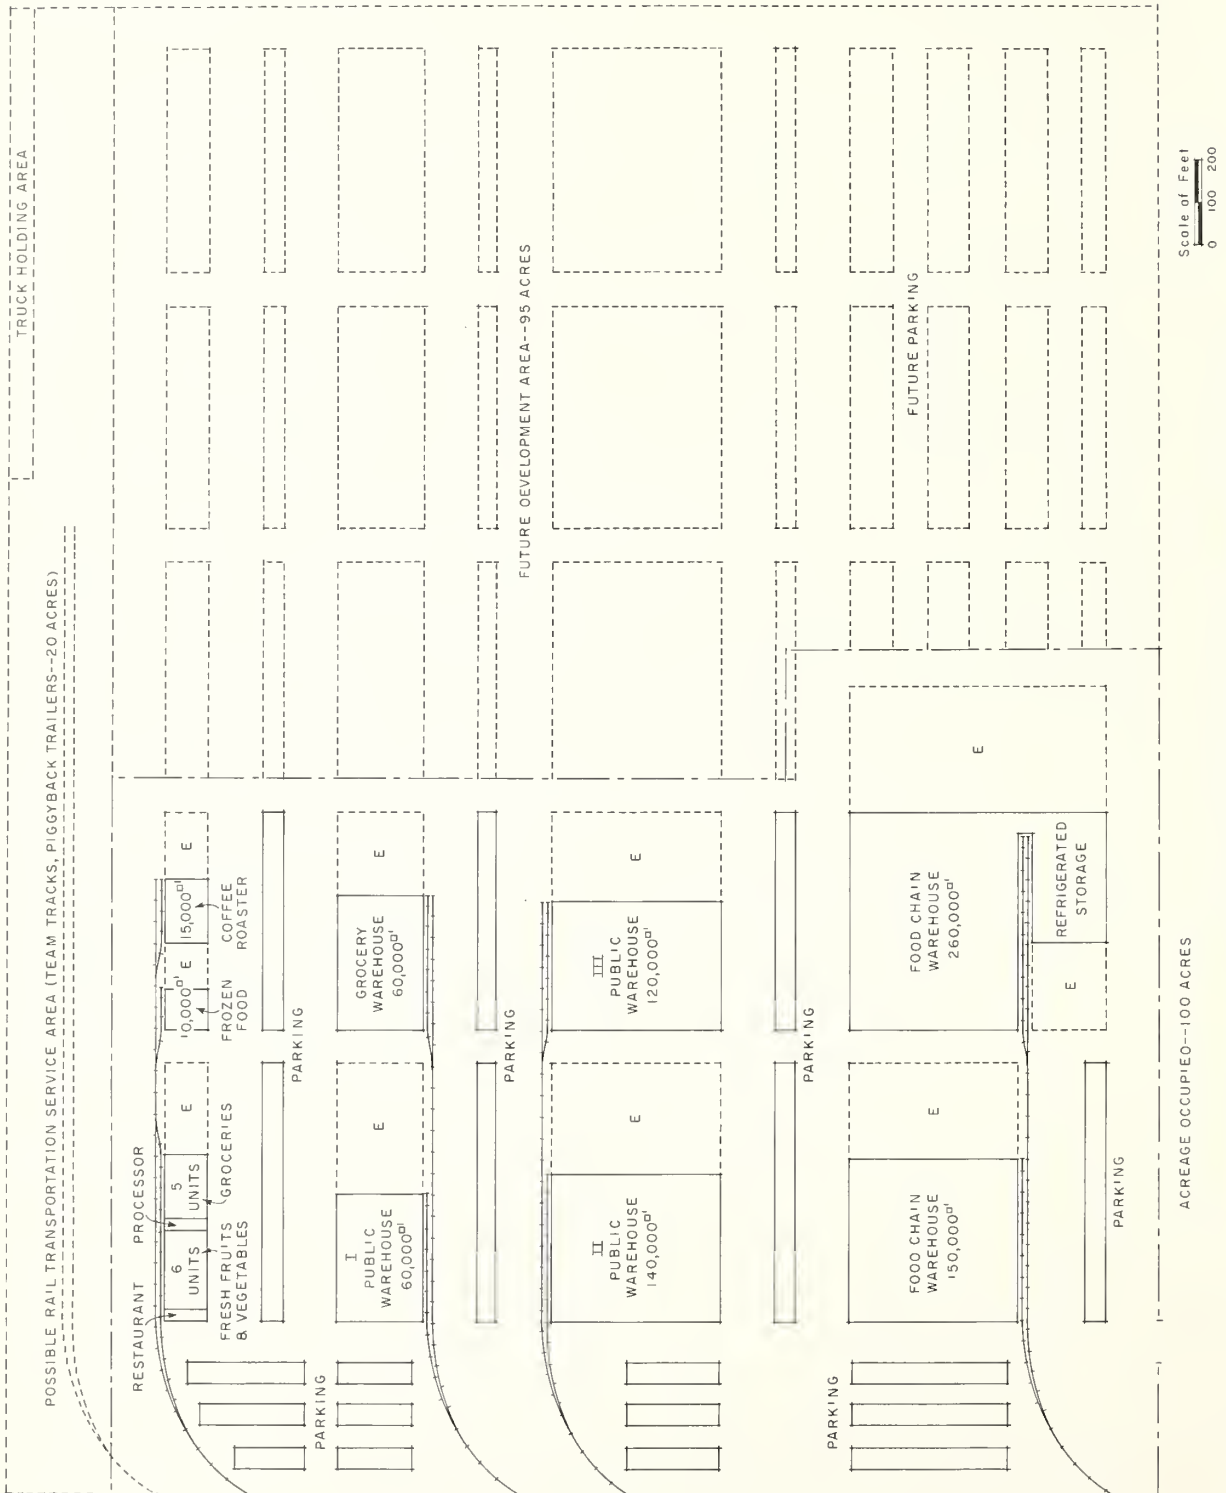 TRUCK HOLDING AREA
POSSIBLE RAIL TRANSPORTATION SERVICE AREA (TEAM TRACKS, PIGGYBACK TRAILERS--20 ACRES)
RESTAURANT
PROCESSOR
6
UNITS
5
UNITS
E
10,000□'
E
15,000□'
E
FRESH FRUITS
& VEGETABLES
GROCERIES
FROZEN
FOOD
COFFEE
ROASTER
PARKING
PARKING
I
PUBLIC
WAREHOUSE
60,000□'
E
GROCERY
WAREHOUSE
60,000□'
E
PARKING
FUTURE DEVELOPMENT AREA--95 ACRES
II
PUBLIC
WAREHOUSE
140,000□'
E
III
PUBLIC
WAREHOUSE
120,000□'
E
PARKING
PARKING
FOOD CHAIN
WAREHOUSE
150,000□'
E
FOOD CHAIN
WAREHOUSE
260,000□'
E
FUTURE PARKING
E
REFRIGERATED
STORAGE
PARKING
ACREAGE OCCUPIED--100 ACRES
Scale of Feet
0 100 200